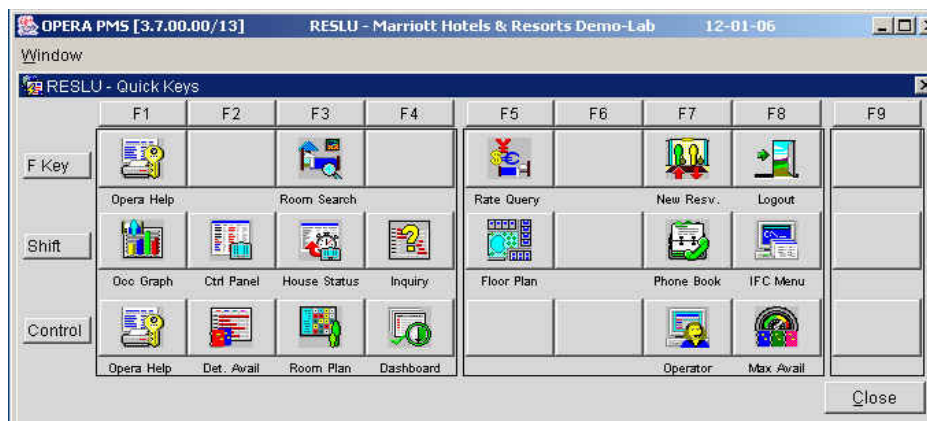 OPERA PMS [3.7.00.00/13] RESLU - Marriott Hotels & Resorts Demo-Lab 12-01-06
Window
RESLU - Quick Keys
F1 F2 F3 F4 F5 F6 F7 F8 F9
F Key
Opera Help Room Search Rate Query New Resv. Logout
Shift
Occ Graph Ctrl Panel House Status Inquiry Floor Plan Phone Book IFC Menu
Control
Opera Help Det. Avail Room Plan Dashboard Operator Max Avail
Close